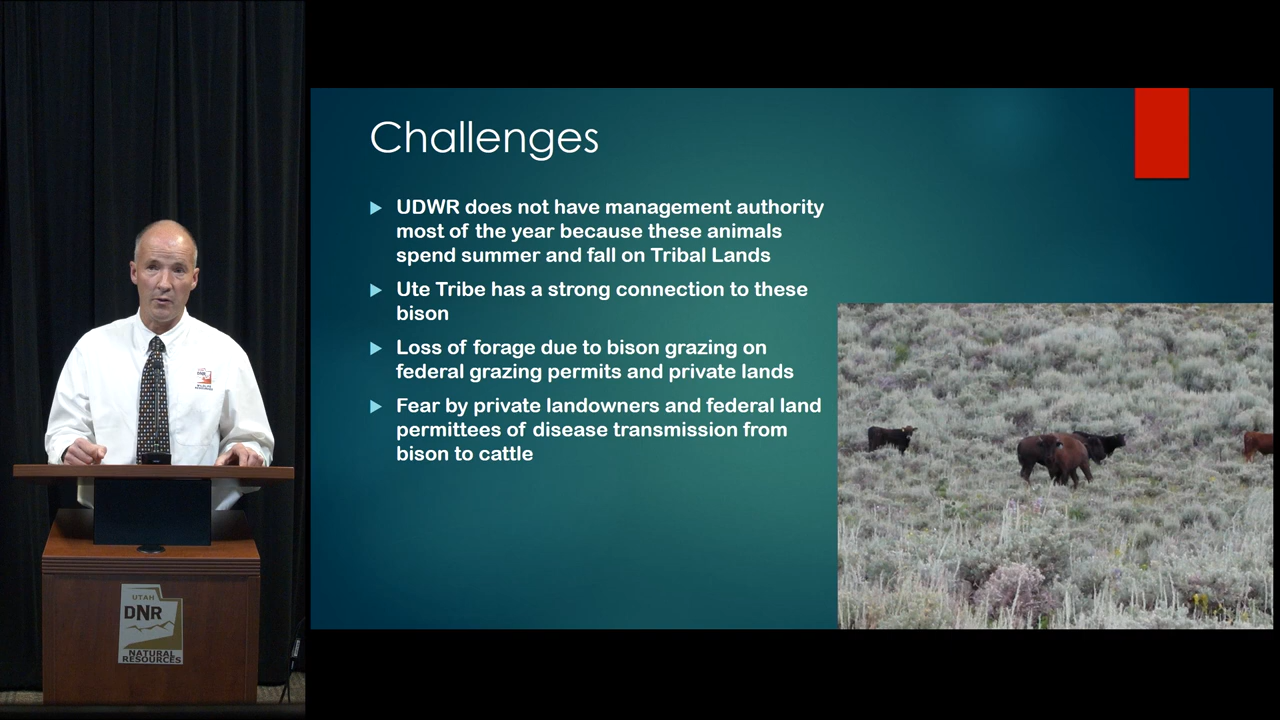 Challenges
UDWR does not have management authority
most of the year because these animals
spend summer and fall on Tribal Lands
Ute Tribe has a strong connection to these
bison
Loss of forage due to bison grazing on
federal grazing permits and private lands
Fear by private landowners and federal land
permittees of disease transmission from
bison to cattle
DNR
UTAH
DNR
NATURAL
RESOURCES